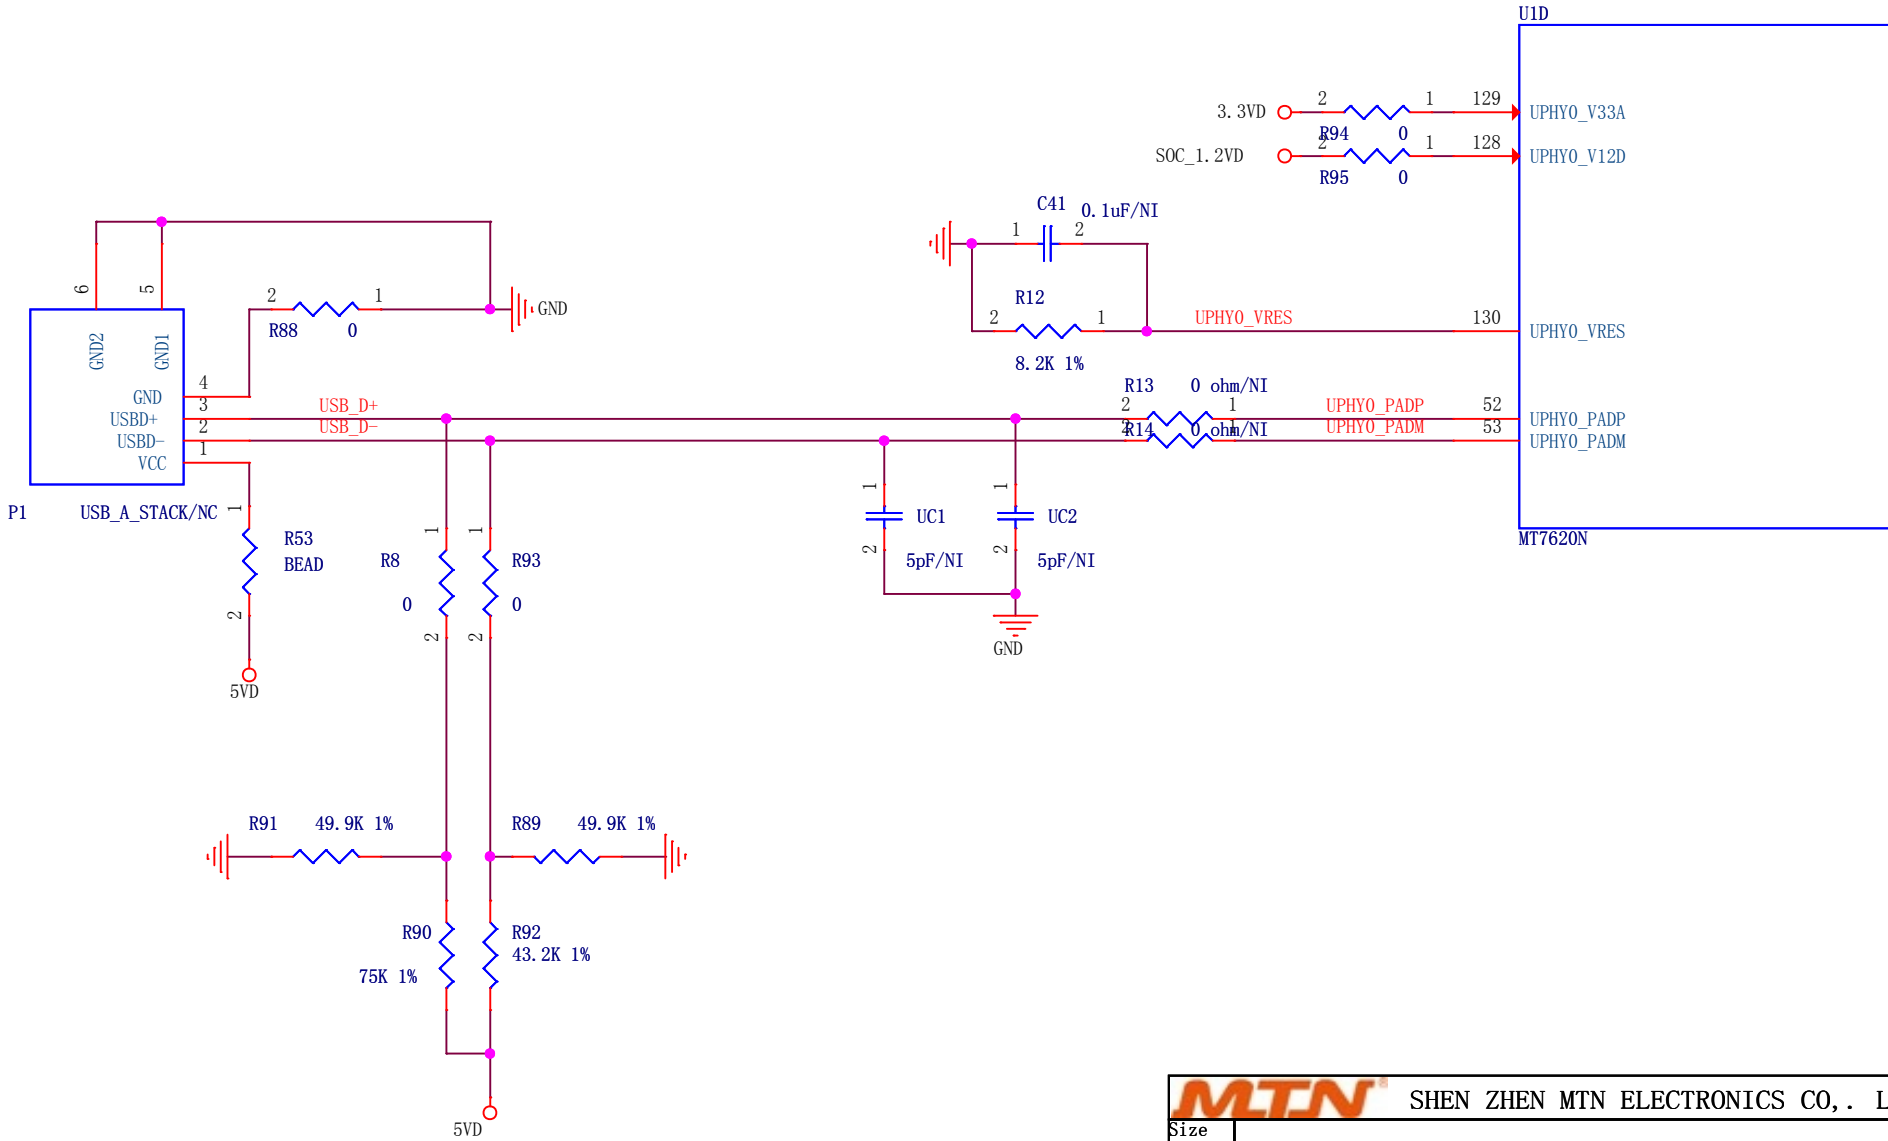 U1D
3.3VD
2
1
129
UPHY0_V33A
R94
0
SOC_1.2VD
2
1
128
UPHY0_V12D
R95
0
C41
0.1uF/NI
1
2
R12
2
1
UPHY0_VRES
130
UPHY0_VRES
8.2K 1%
6
5
2
1
GND
R88
0
GND2
GND1
GND
4
USBD+
3
USB_D+
USBD-
2
USB_D-
VCC
1
R13
0 ohm/NI
2
1
UPHY0_PADP
52
UPHY0_PADP
R14
0 ohm/NI
2
1
UPHY0_PADM
53
UPHY0_PADM
P1
USB_A_STACK/NC
1
R53
BEAD
2
5VD
1
R8
0
2
1
R93
0
2
1
UC1
2
5pF/NI
1
UC2
2
5pF/NI
GND
MT7620N
R91
49.9K 1%
R89
49.9K 1%
R90
75K 1%
R92
43.2K 1%
5VD
MTN®
SHEN ZHEN MTN ELECTRONICS CO,. L
Size